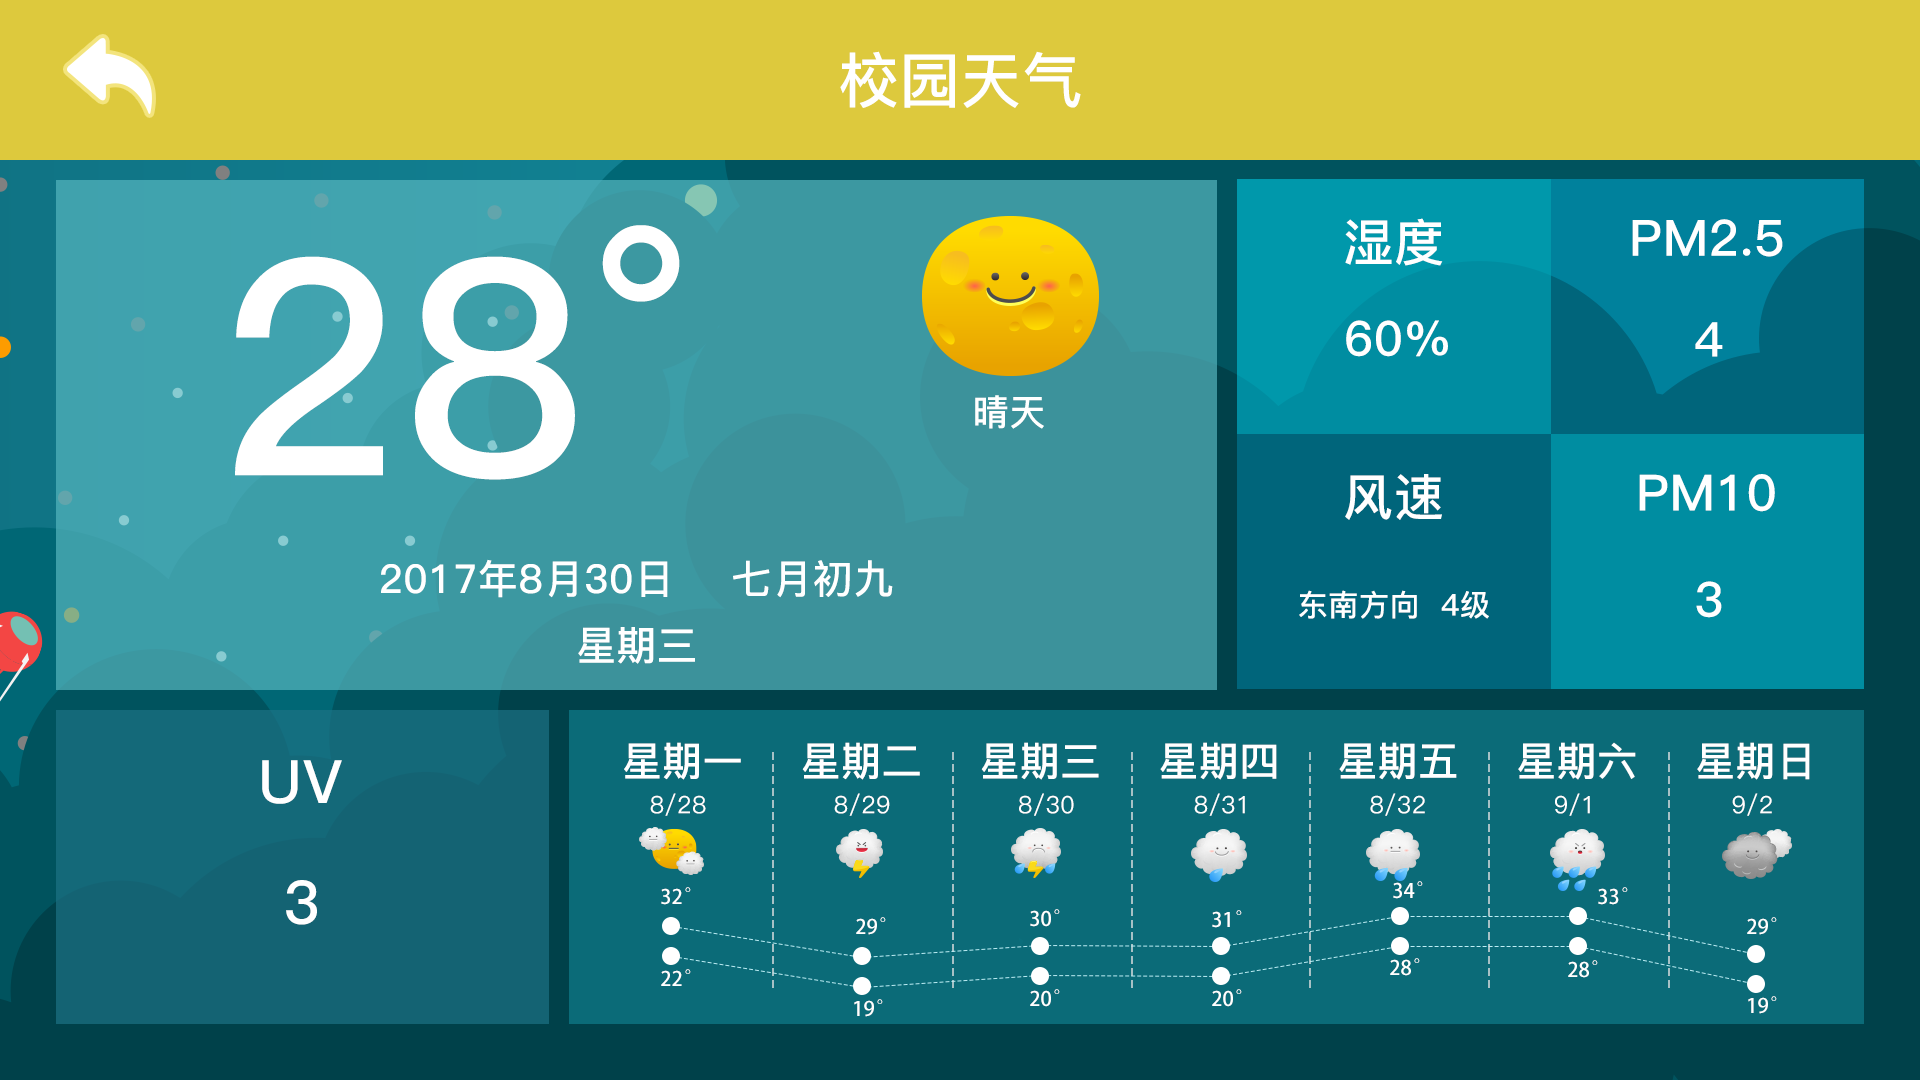 校园天气
28°
晴天
2017年8月30日 七月初九
星期三
湿度
60%
PM2.5
4
风速
东南方向 4级
PM10
3
UV
3
星期一 星期二 星期三 星期四 星期五 星期六 星期日
8/28 8/29 8/30 8/31 8/32 9/1 9/2
32° 29° 30° 31° 34° 33° 29°
22° 19° 20° 20° 28° 28° 19°